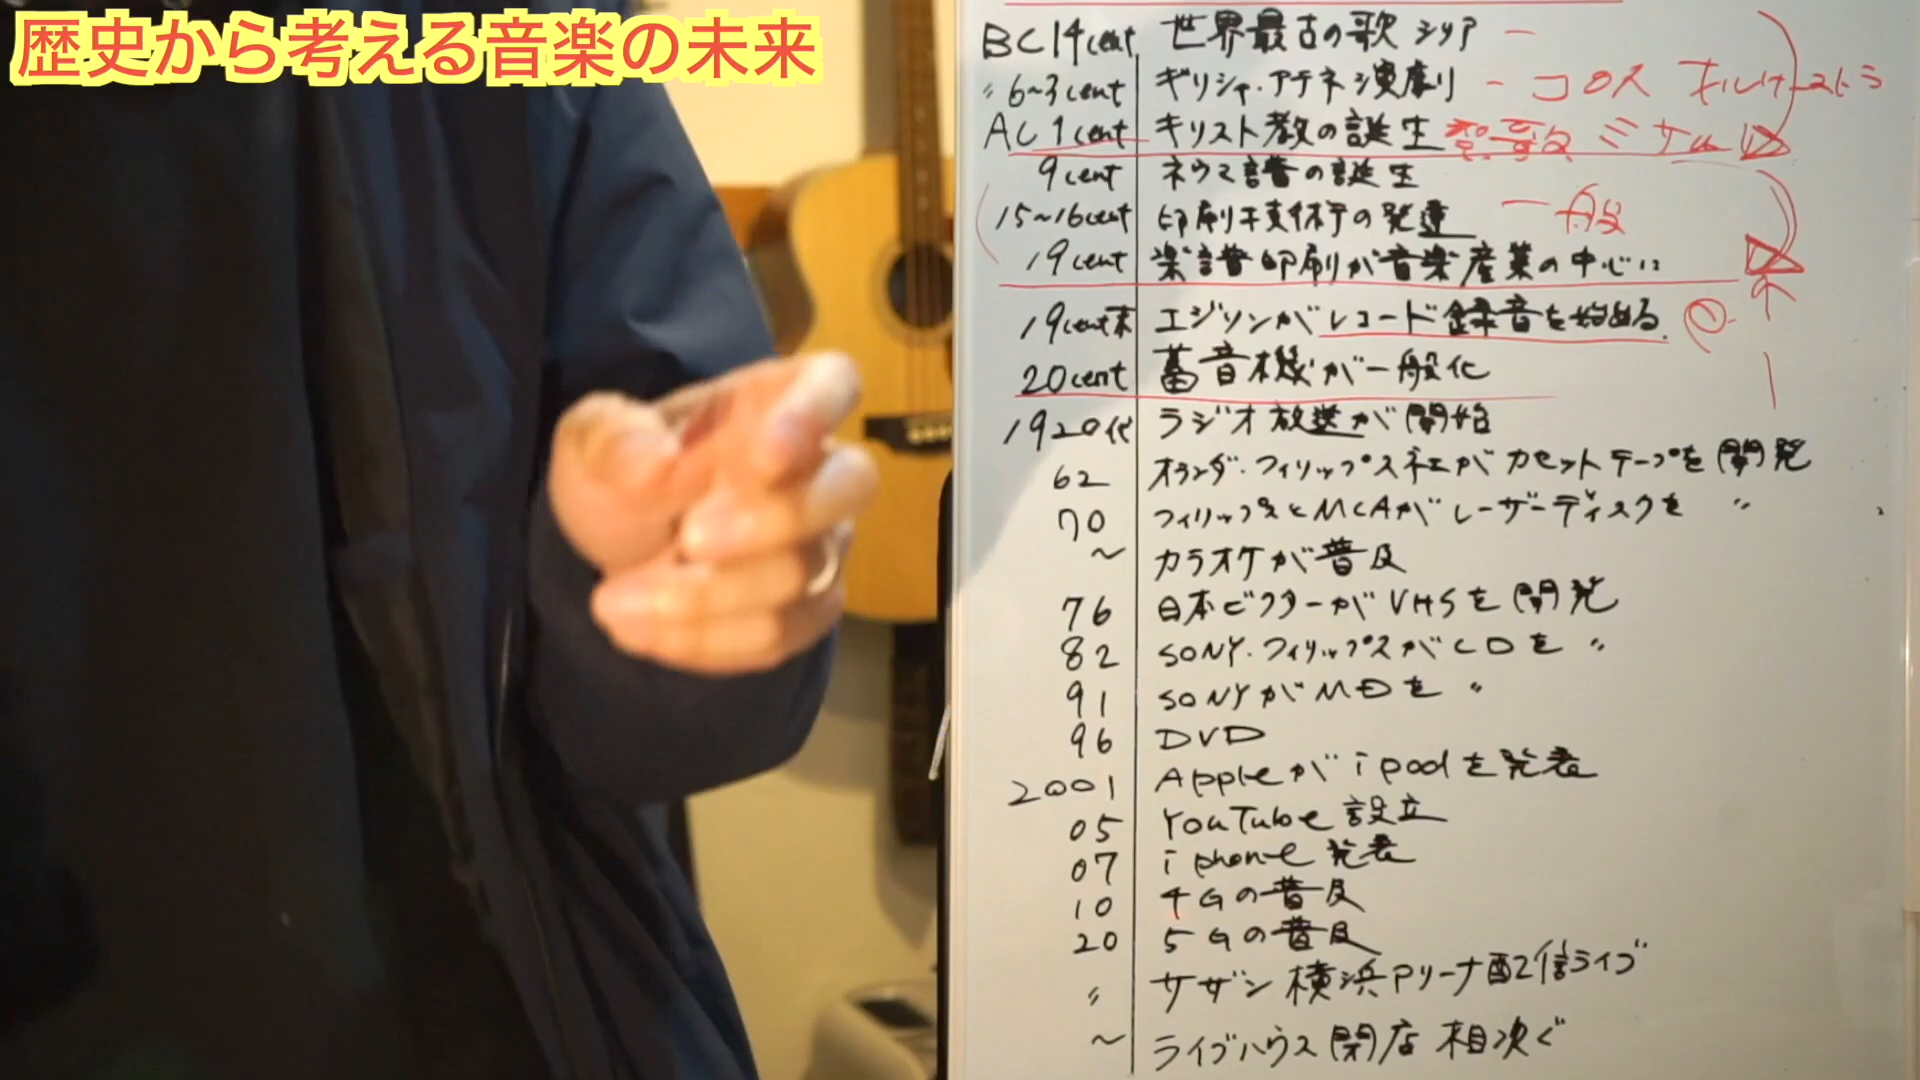 歴史から考える音楽の未来
BC14cent 世界最古の歌 シリア ー
〃6~3cent ギリシャ・アテネシ演劇 - コロス オルケーストラ
AC1cent キリスト教の誕生 聖歌 ミサ
9cent ネウマ譜の誕生
15~16cent 印刷技術の発達 ー 一般
19cent 楽譜印刷が音楽産業の中心に
19cent末 エジソンがレコード録音を始める.
20cent 蓄音機が一般化
1920代 ラジオ放送が開始
62 オランダ・フィリップス社がカセットテープを開発
70 フィリップスとMCAがレーザーディスクを 〃
~ カラオケが普及
76 日本ビクターがVHSを開発
82 SONY・フィリップスがCDを 〃
91 SONYがMDを 〃
96 DVD
2001 Appleがipodを発表
05 YouTube設立
07 iphone発表
10 4Gの普及
20 5Gの普及
〃 サザン横浜アリーナ配信ライブ
~ ライブハウス閉店相次ぐ